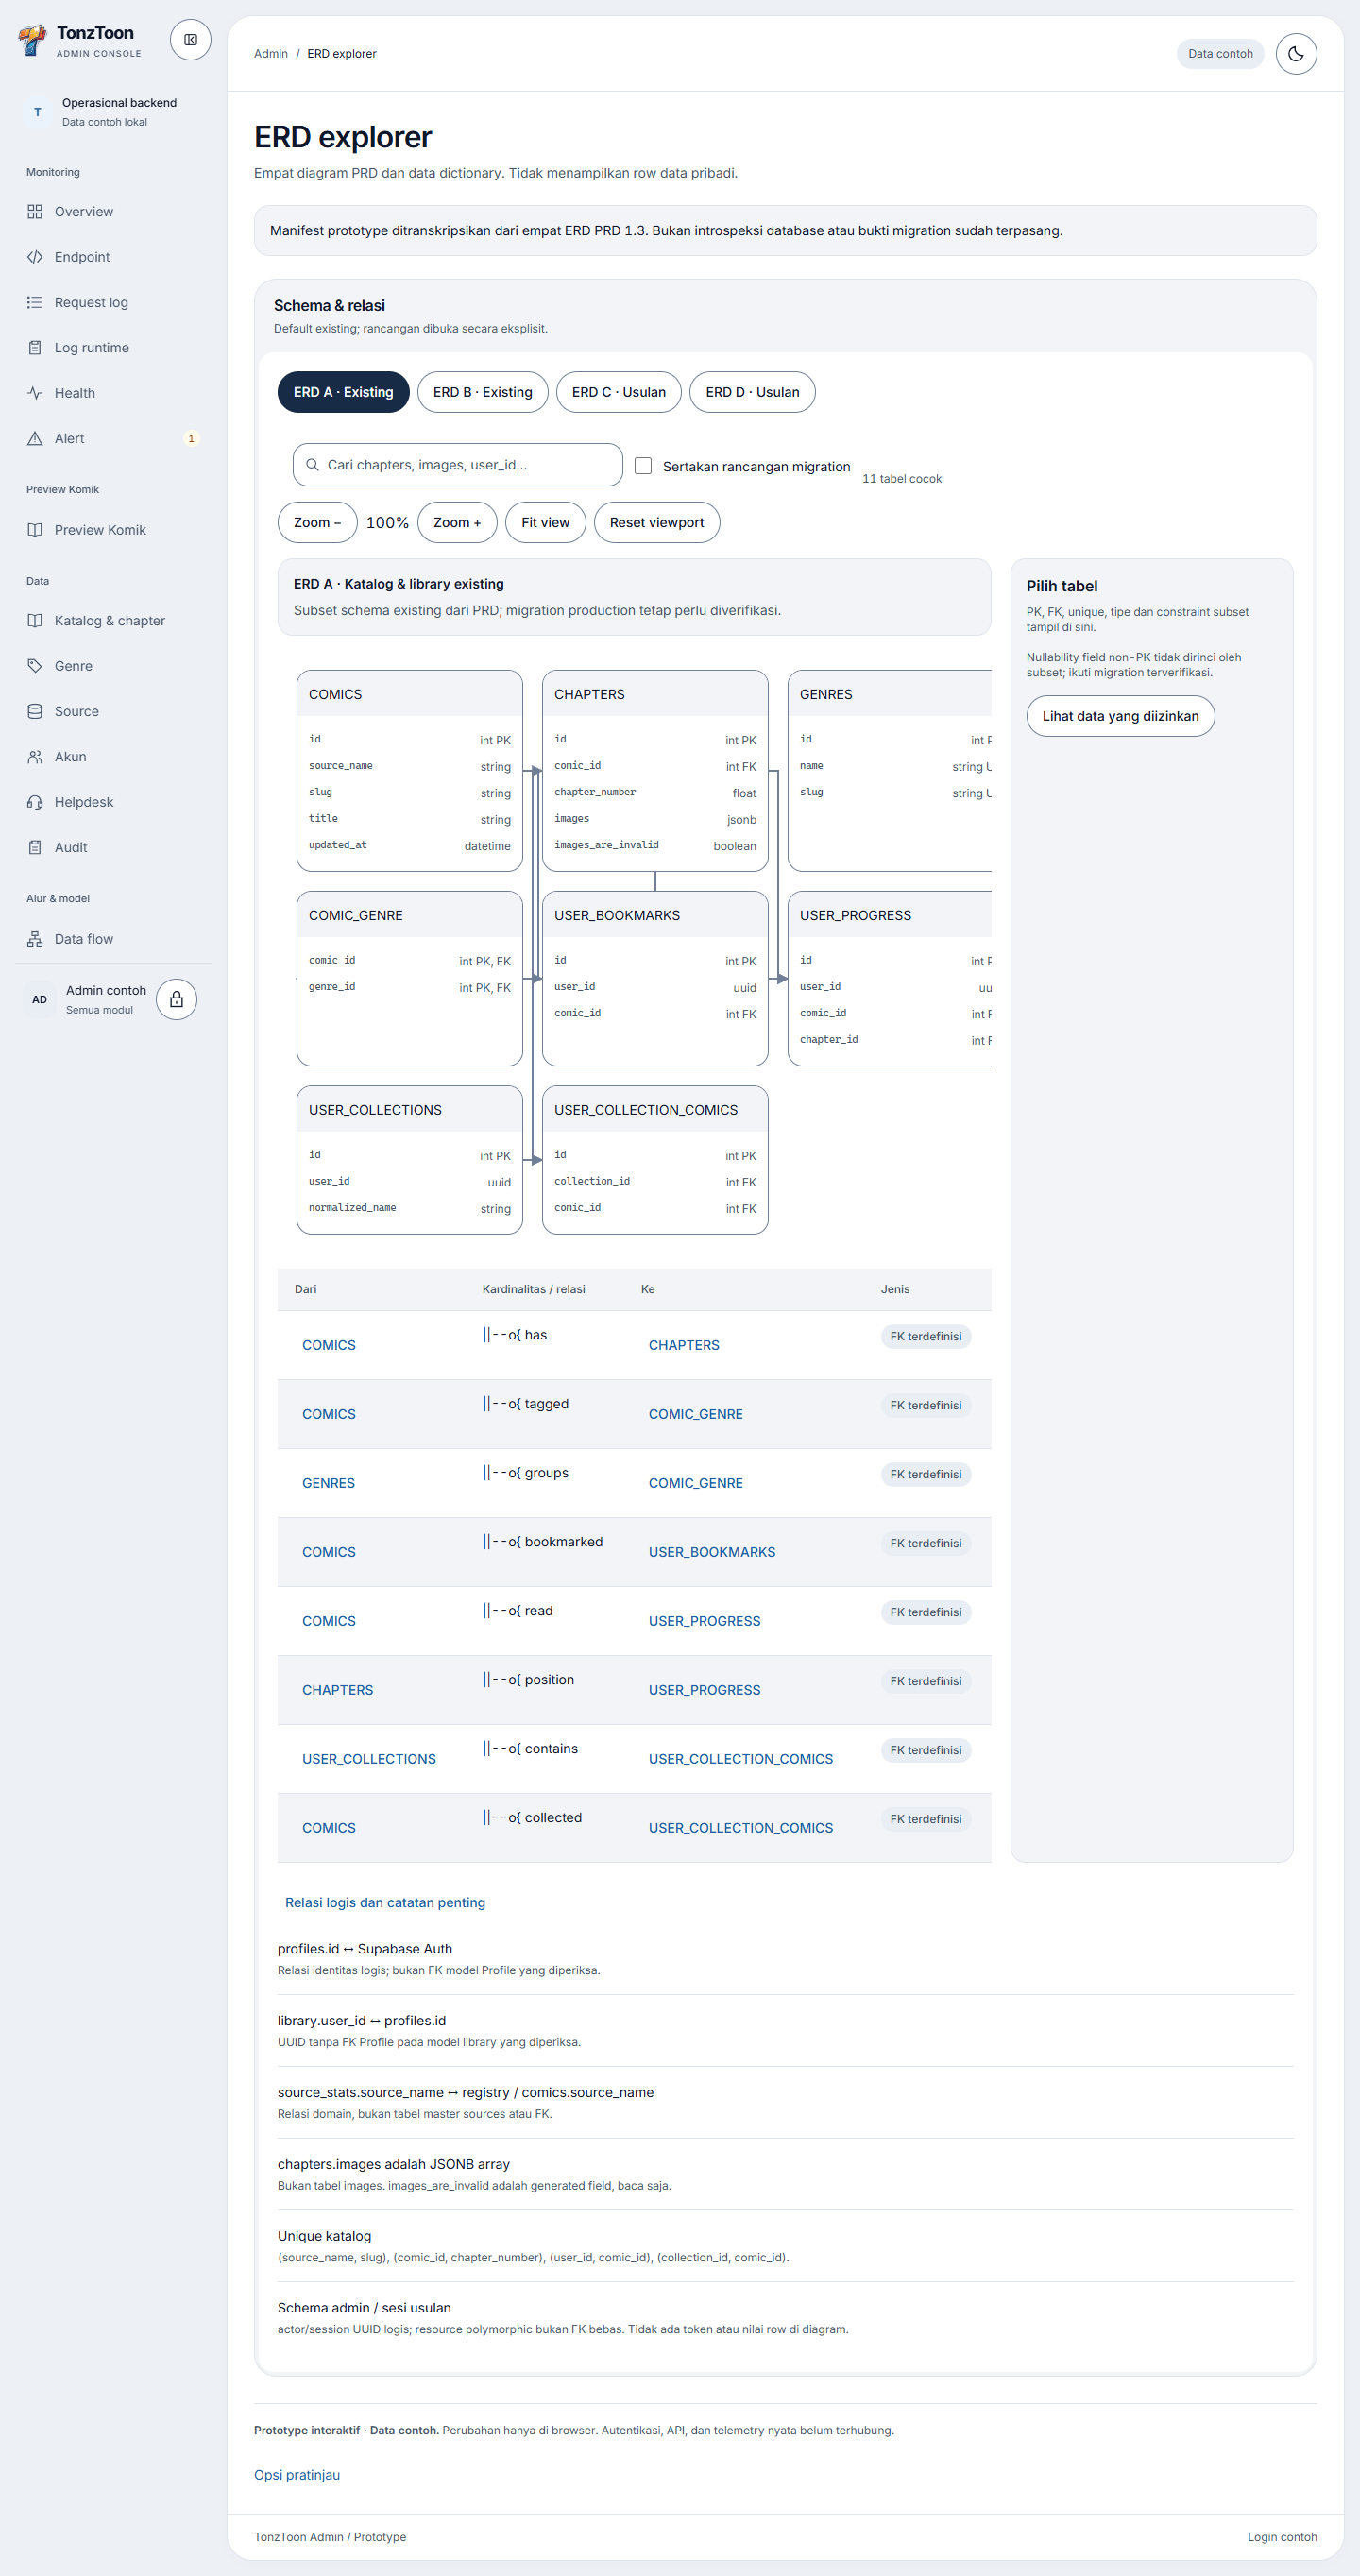 TonzToon
ADMIN CONSOLE
T
Operasional backend
Data contoh lokal
Monitoring
Overview
Endpoint
Request log
Log runtime
Health
Alert
1
Preview Komik
Preview Komik
Data
Katalog & chapter
Genre
Source
Akun
Helpdesk
Audit
Alur & model
Data flow
AD
Admin contoh
Semua modul
Admin / ERD explorer
Data contoh
ERD explorer
Empat diagram PRD dan data dictionary. Tidak menampilkan row data pribadi.
Manifest prototype ditranskripsikan dari empat ERD PRD 1.3. Bukan introspeksi database atau bukti migration sudah terpasang.
Schema & relasi
Default existing; rancangan dibuka secara eksplisit.
ERD A · Existing
ERD B · Existing
ERD C · Usulan
ERD D · Usulan
Cari chapters, images, user_id...
Sertakan rancangan migration
11 tabel cocok
Zoom −
100%
Zoom +
Fit view
Reset viewport
ERD A · Katalog & library existing
Subset schema existing dari PRD; migration production tetap perlu diverifikasi.
COMICS
id int PK
source_name string
slug string
title string
updated_at datetime
CHAPTERS
id int PK
comic_id int FK
chapter_number float
images jsonb
images_are_invalid boolean
GENRES
id int
name string
slug string
COMIC_GENRE
comic_id int PK, FK
genre_id int PK, FK
USER_BOOKMARKS
id int PK
user_id uuid
comic_id int FK
USER_PROGRESS
id int
user_id uu
comic_id int
chapter_id int
USER_COLLECTIONS
id int PK
user_id uuid
normalized_name string
USER_COLLECTION_COMICS
id int PK
collection_id int FK
comic_id int FK
Pilih tabel
PK, FK, unique, tipe dan constraint subset
tampil di sini.
Nullability field non-PK tidak dirinci oleh
subset; ikuti migration terverifikasi.
Lihat data yang diizinkan
Dari Kardinalitas / relasi Ke Jenis
COMICS ||--o{ has CHAPTERS FK terdefinisi
COMICS ||--o{ tagged COMIC_GENRE FK terdefinisi
GENRES ||--o{ groups COMIC_GENRE FK terdefinisi
COMICS ||--o{ bookmarked USER_BOOKMARKS FK terdefinisi
COMICS ||--o{ read USER_PROGRESS FK terdefinisi
CHAPTERS ||--o{ position USER_PROGRESS FK terdefinisi
USER_COLLECTIONS ||--o{ contains USER_COLLECTION_COMICS FK terdefinisi
COMICS ||--o{ collected USER_COLLECTION_COMICS FK terdefinisi
Relasi logis dan catatan penting
profiles.id ↔ Supabase Auth
Relasi identitas logis; bukan FK model Profile yang diperiksa.
library.user_id ↔ profiles.id
UUID tanpa FK Profile pada model library yang diperiksa.
source_stats.source_name ↔ registry / comics.source_name
Relasi domain, bukan tabel master sources atau FK.
chapters.images adalah JSONB array
Bukan tabel images. images_are_invalid adalah generated field, baca saja.
Unique katalog
(source_name, slug), (comic_id, chapter_number), (user_id, comic_id), (collection_id, comic_id).
Schema admin / sesi usulan
actor/session UUID logis; resource polymorphic bukan FK bebas. Tidak ada token atau nilai row di diagram.
Prototype interaktif · Data contoh. Perubahan hanya di browser. Autentikasi, API, dan telemetry nyata belum terhubung.
Opsi pratinjau
TonzToon Admin / Prototype
Login contoh